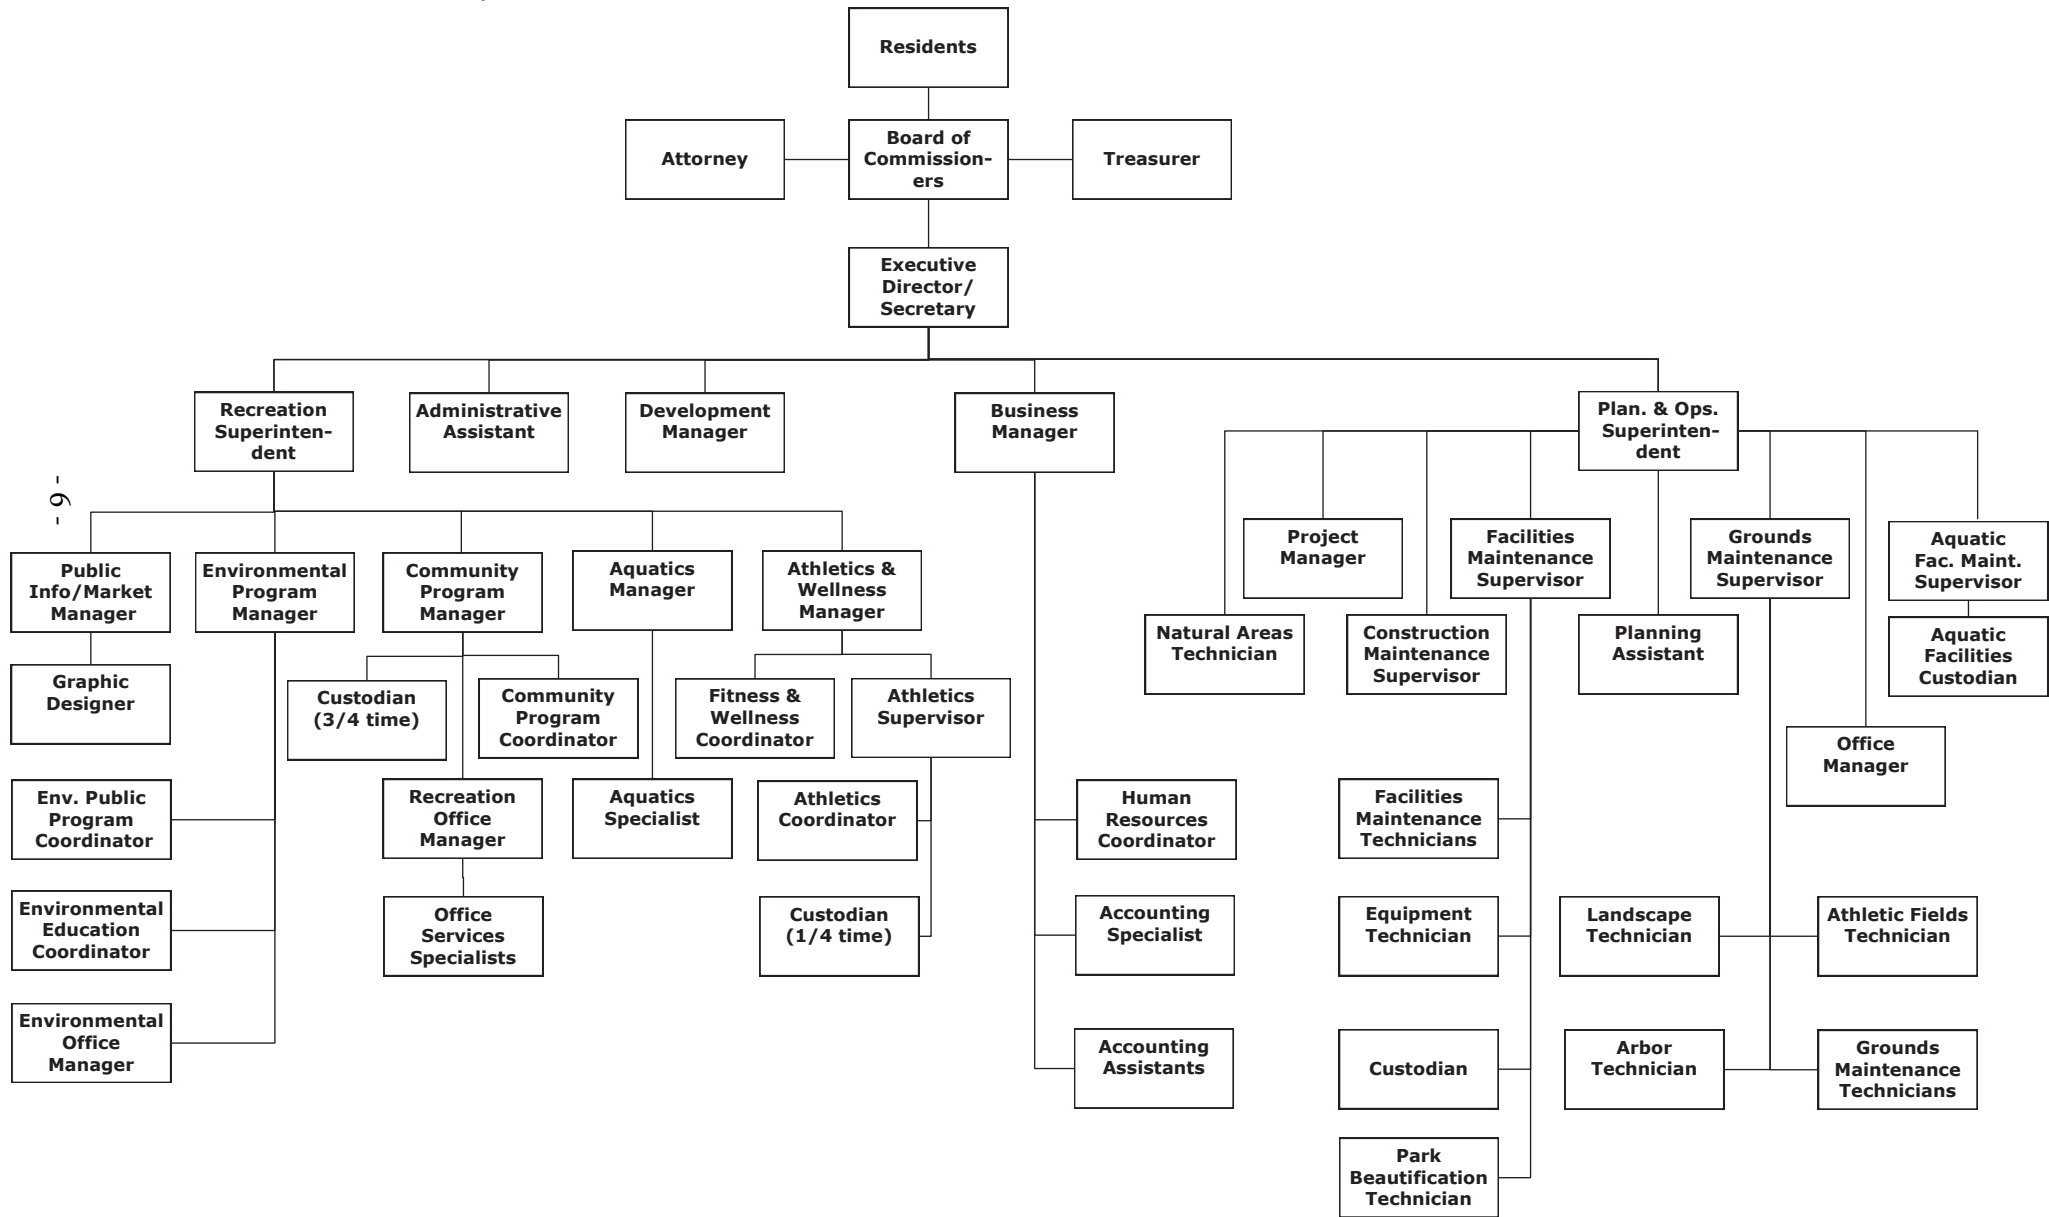 Residents
Attorney
Board of
Commission-
ers
Treasurer
Executive
Director/
Secretary
Recreation
Superinten-
dent
Administrative
Assistant
Development
Manager
Business
Manager
Plan. & Ops.
Superinten-
dent
- 9 -
Public
Info/Market
Manager
Environmental
Program
Manager
Community
Program
Manager
Aquatics
Manager
Athletics &
Wellness
Manager
Project
Manager
Facilities
Maintenance
Supervisor
Grounds
Maintenance
Supervisor
Aquatic
Fac. Maint.
Supervisor
Natural Areas
Technician
Construction
Maintenance
Supervisor
Planning
Assistant
Aquatic
Facilities
Custodian
Graphic
Designer
Custodian
(3/4 time)
Community
Program
Coordinator
Fitness &
Wellness
Coordinator
Athletics
Supervisor
Office
Manager
Env. Public
Program
Coordinator
Recreation
Office
Manager
Aquatics
Specialist
Athletics
Coordinator
Human
Resources
Coordinator
Facilities
Maintenance
Technicians
Environmental
Education
Coordinator
Office
Services
Specialists
Custodian
(1/4 time)
Accounting
Specialist
Equipment
Technician
Landscape
Technician
Athletic Fields
Technician
Environmental
Office
Manager
Accounting
Assistants
Custodian
Arbor
Technician
Grounds
Maintenance
Technicians
Park
Beautification
Technician